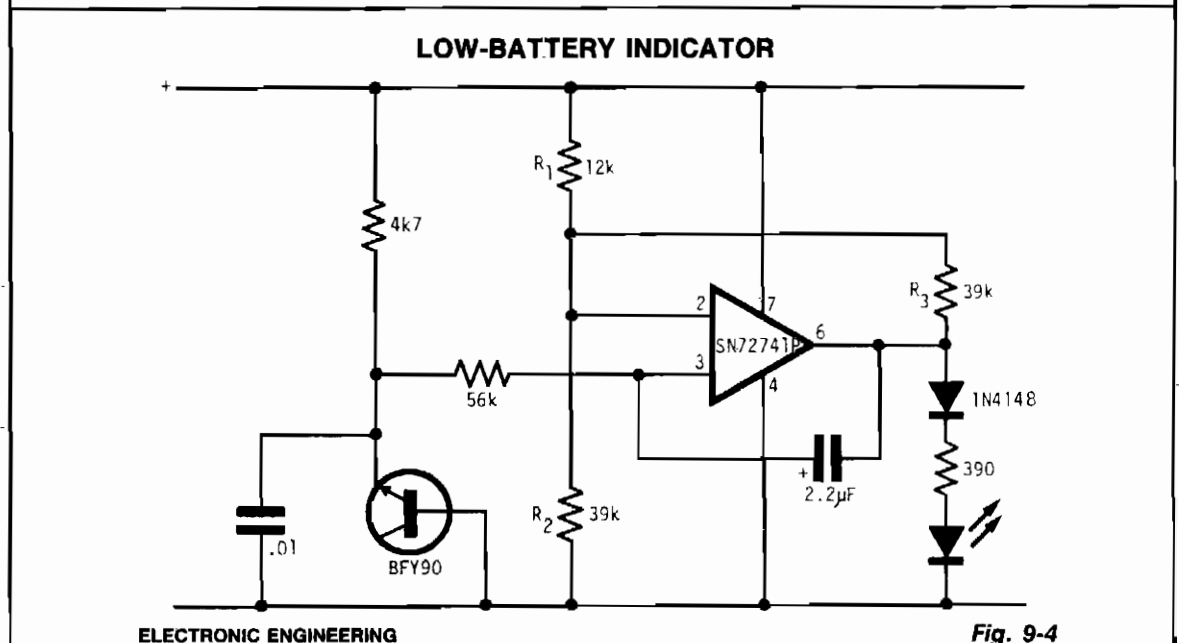 LOW-BATTERY INDICATOR
+
R1 12k
4k7
R3 39k
2
7
SN72741P
6
3
4
56k
1N4148
+
2.2µF
390
R2 39k
.01
BFY90
ELECTRONIC ENGINEERING
Fig. 9-4